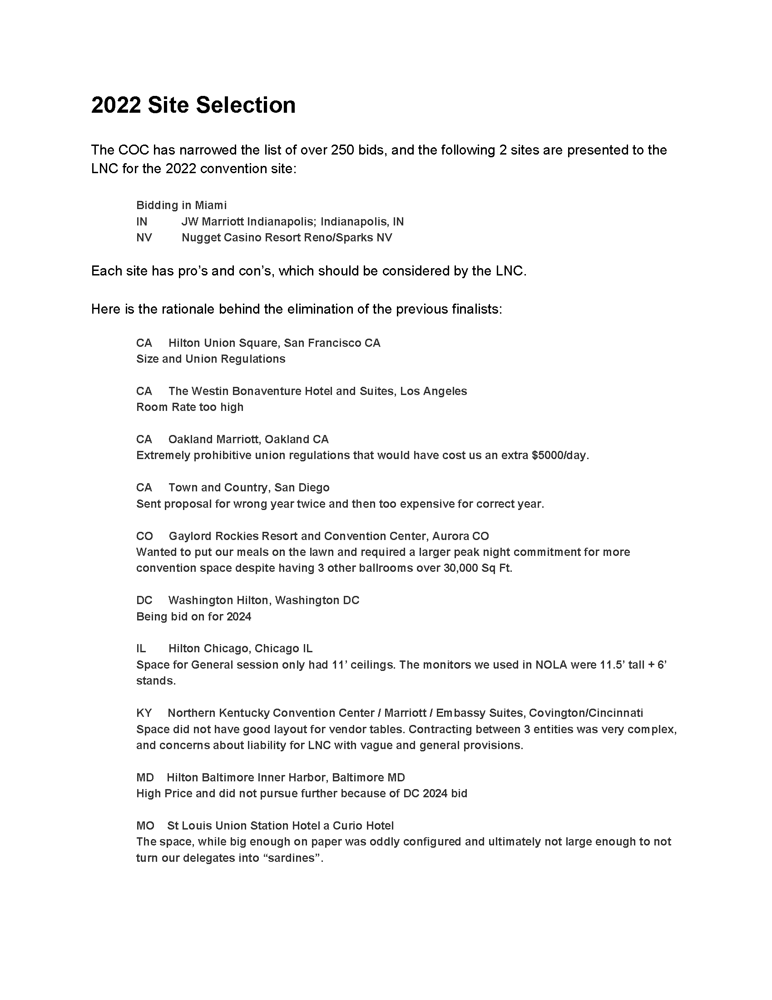 2022 Site Selection
The COC has narrowed the list of over 250 bids, and the following 2 sites are presented to the
LNC for the 2022 convention site:
Bidding in Miami
IN JW Marriott Indianapolis; Indianapolis, IN
NV Nugget Casino Resort Reno/Sparks NV
Each site has pro’s and con’s, which should be considered by the LNC.
Here is the rationale behind the elimination of the previous finalists:
CA Hilton Union Square, San Francisco CA
Size and Union Regulations
CA The Westin Bonaventure Hotel and Suites, Los Angeles
Room Rate too high
CA Oakland Marriott, Oakland CA
Extremely prohibitive union regulations that would have cost us an extra $5000/day.
CA Town and Country, San Diego
Sent proposal for wrong year twice and then too expensive for correct year.
CO Gaylord Rockies Resort and Convention Center, Aurora CO
Wanted to put our meals on the lawn and required a larger peak night commitment for more
convention space despite having 3 other ballrooms over 30,000 Sq Ft.
DC Washington Hilton, Washington DC
Being bid on for 2024
IL Hilton Chicago, Chicago IL
Space for General session only had 11’ ceilings. The monitors we used in NOLA were 11.5’ tall + 6’
stands.
KY Northern Kentucky Convention Center / Marriott / Embassy Suites, Covington/Cincinnati
Space did not have good layout for vendor tables. Contracting between 3 entities was very complex,
and concerns about liability for LNC with vague and general provisions.
MD Hilton Baltimore Inner Harbor, Baltimore MD
High Price and did not pursue further because of DC 2024 bid
MO St Louis Union Station Hotel a Curio Hotel
The space, while big enough on paper was oddly configured and ultimately not large enough to not
turn our delegates into “sardines”.